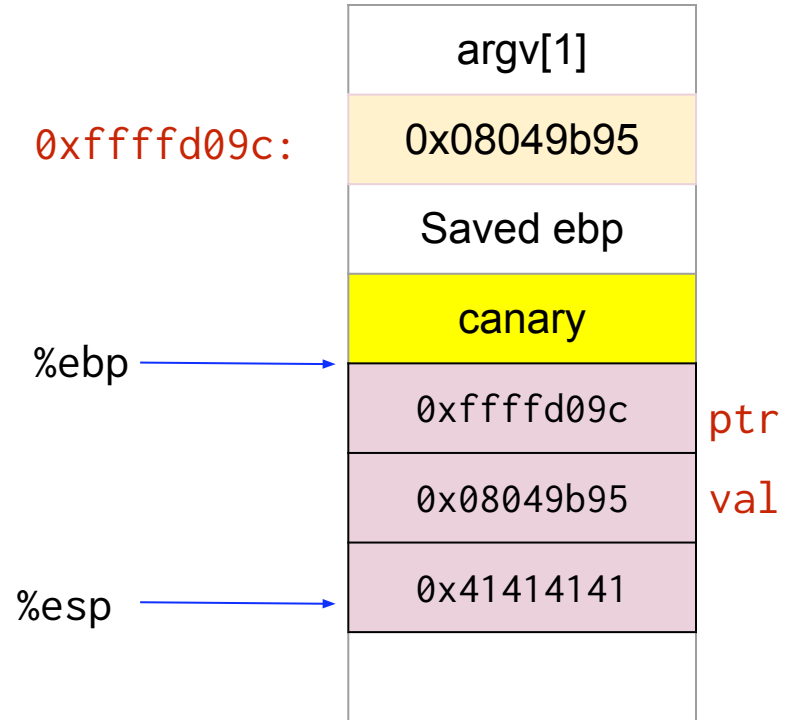 argv[1]
0xffffd09c: 0x08049b95
Saved ebp
canary
%ebp
0xffffd09c ptr
0x08049b95 val
%esp 0x41414141